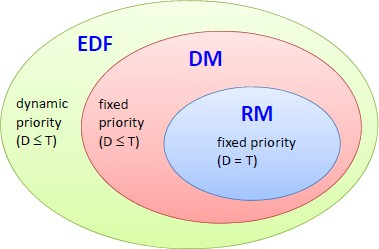 EDF
dynamic
priority
(D ≤ T)
DM
fixed
priority
(D ≤ T)
RM
fixed priority
(D = T)